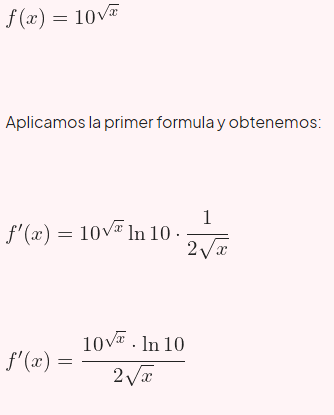 f(x) = 10^{\sqrt{x}}
Aplicamos la primer formula y obtenemos:
f'(x) = 10^{\sqrt{x}} \ln 10 \cdot \frac{1}{2\sqrt{x}}
f'(x) = \frac{10^{\sqrt{x}} \cdot \ln 10}{2\sqrt{x}}